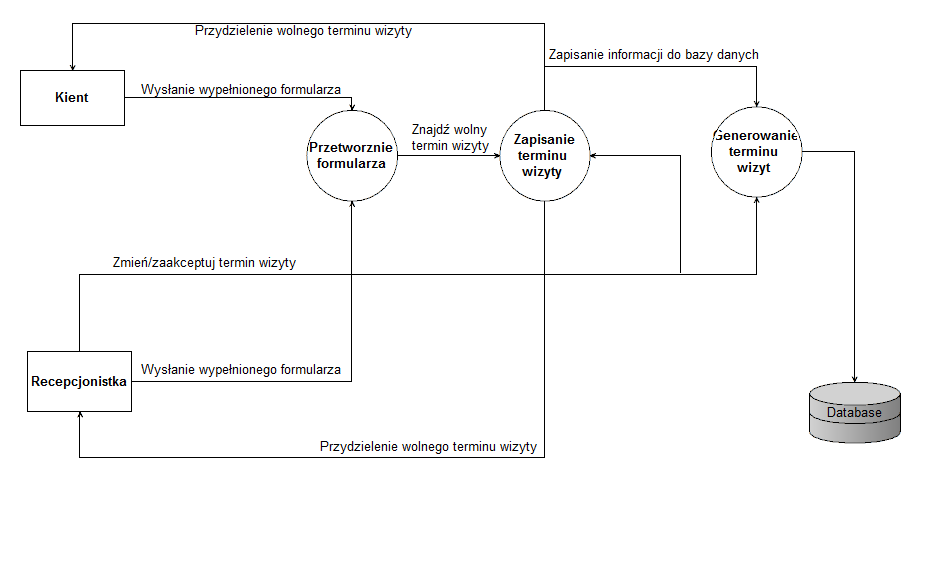 Przydzielenie wolnego terminu wizyty
Zapisanie informacji do bazy danych
Kient
Wysłanie wypełnionego formularza
Przetworznie
formularza
Znajdź wolny
termin wizyty
Zapisanie
terminu
wizyty
Generowanie
terminu
wizyt
Zmień/zaakceptuj termin wizyty
Recepcjonistka
Wysłanie wypełnionego formularza
Database
Przydzielenie wolnego terminu wizyty